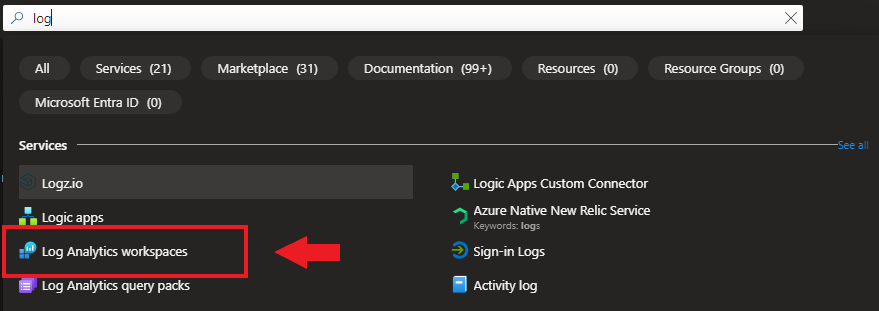 log
All Services (21) Marketplace (31) Documentation (99+) Resources (0) Resource Groups (0)
Microsoft Entra ID (0)
Services See all
Logz.io
Logic Apps Custom Connector
Logic apps
Azure Native New Relic Service
Keywords: logs
Log Analytics workspaces
Sign-in Logs
Log Analytics query packs
Activity log